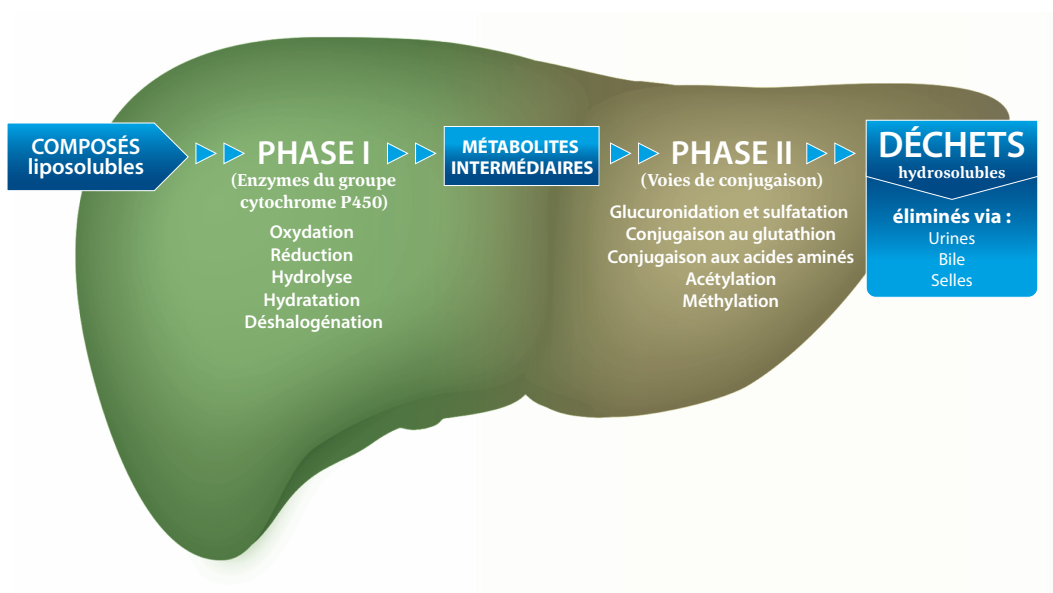 COMPOSÉS
liposolubles
PHASE I
(Enzymes du groupe
cytochrome P450)
Oxydation
Réduction
Hydrolyse
Hydratation
Déshalogénation
MÉTABOLITES
INTERMÉDIAIRES
PHASE II
(Voies de conjugaison)
Glucuronidation et sulfatation
Conjugaison au glutathion
Conjugaison aux acides aminés
Acétylation
Méthylation
DÉCHETS
hydrosolubles
éliminés via :
Urines
Bile
Selles